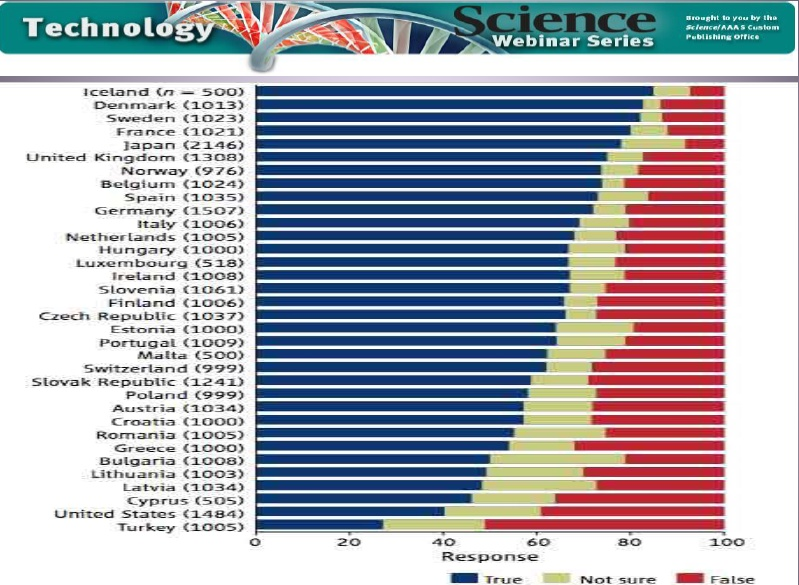 Technology
Science
Webinar Series
Brought to you by the
Science/AAAS Custom
Publishing Office
Iceland (n = 500)
Denmark (1013)
Sweden (1023)
France (1021)
Japan (2146)
United Kingdom (1308)
Norway (976)
Belgium (1024)
Spain (1035)
Germany (1507)
Italy (1006)
Netherlands (1005)
Hungary (1000)
Luxembourg (518)
Ireland (1008)
Slovenia (1061)
Finland (1006)
Czech Republic (1037)
Estonia (1000)
Portugal (1009)
Malta (500)
Switzerland (999)
Slovak Republic (1241)
Poland (999)
Austria (1034)
Croatia (1000)
Romania (1005)
Greece (1000)
Bulgaria (1008)
Lithuania (1003)
Latvia (1034)
Cyprus (505)
United States (1484)
Turkey (1005)
0 20 40 60 80 100
Response
True Not sure False